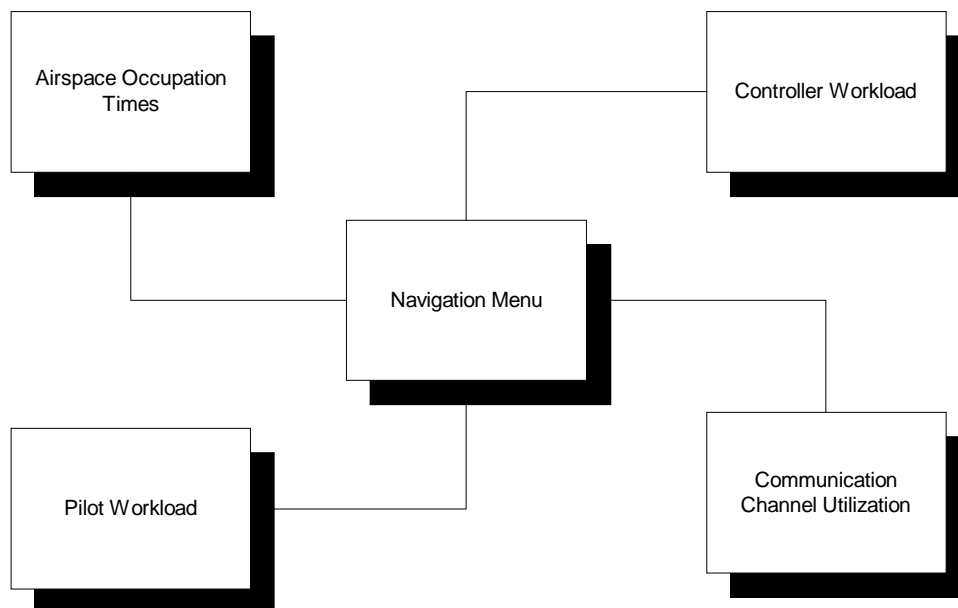 Airspace Occupation
Times
Controller Workload
Navigation Menu
Pilot Workload
Communication
Channel Utilization